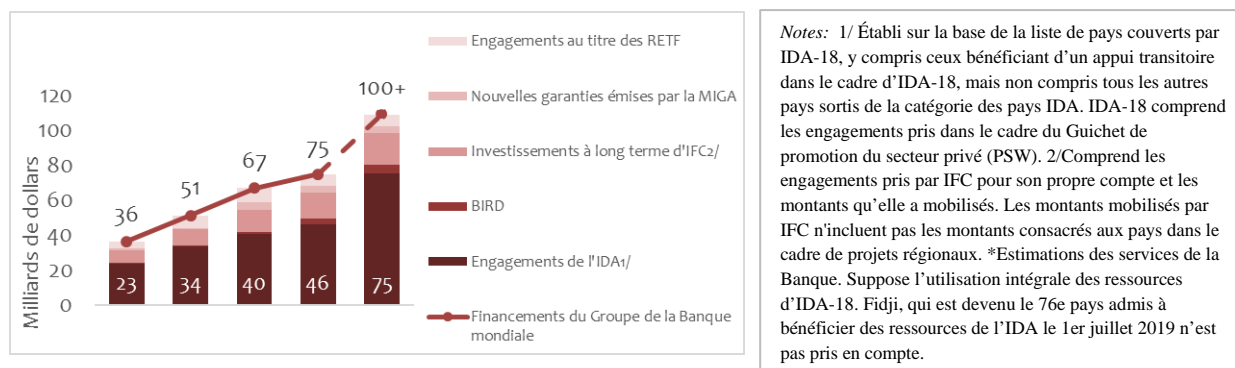 Engagements au titre des RETF
Nouvelles garanties émises par la MIGA
Investissements à long terme d'IFC2/
BIRD
Engagements de l'IDA1/
Financements du Groupe de la Banque
mondiale
Milliards de dollars
120
100
80
60
40
20
0
36
51
67
75
100+
23
34
40
46
75
Notes: 1/ Établi sur la base de la liste de pays couverts par
IDA-18, y compris ceux bénéficiant d’un appui transitoire
dans le cadre d’IDA-18, mais non compris tous les autres
pays sortis de la catégorie des pays IDA. IDA-18 comprend
les engagements pris dans le cadre du Guichet de
promotion du secteur privé (PSW). 2/Comprend les
engagements pris par IFC pour son propre compte et les
montants qu’elle a mobilisés. Les montants mobilisés par
IFC n'incluent pas les montants consacrés aux pays dans le
cadre de projets régionaux. *Estimations des services de la
Banque. Suppose l’utilisation intégrale des ressources
d’IDA-18. Fidji, qui est devenu le 76e pays admis à
bénéficier des ressources de l’IDA le 1er juillet 2019 n’est
pas pris en compte.